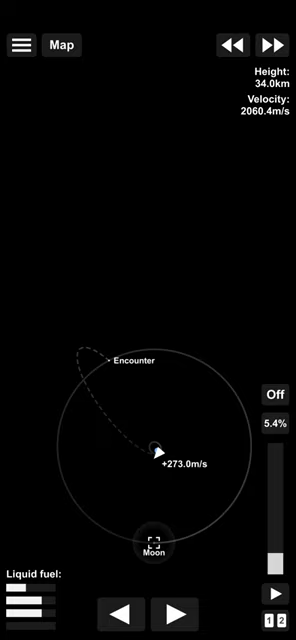 Map
Height:
34.0km
Velocity:
2060.4m/s
Encounter
Off
5.4%
+273.0m/s
Moon
Liquid fuel:
1 2